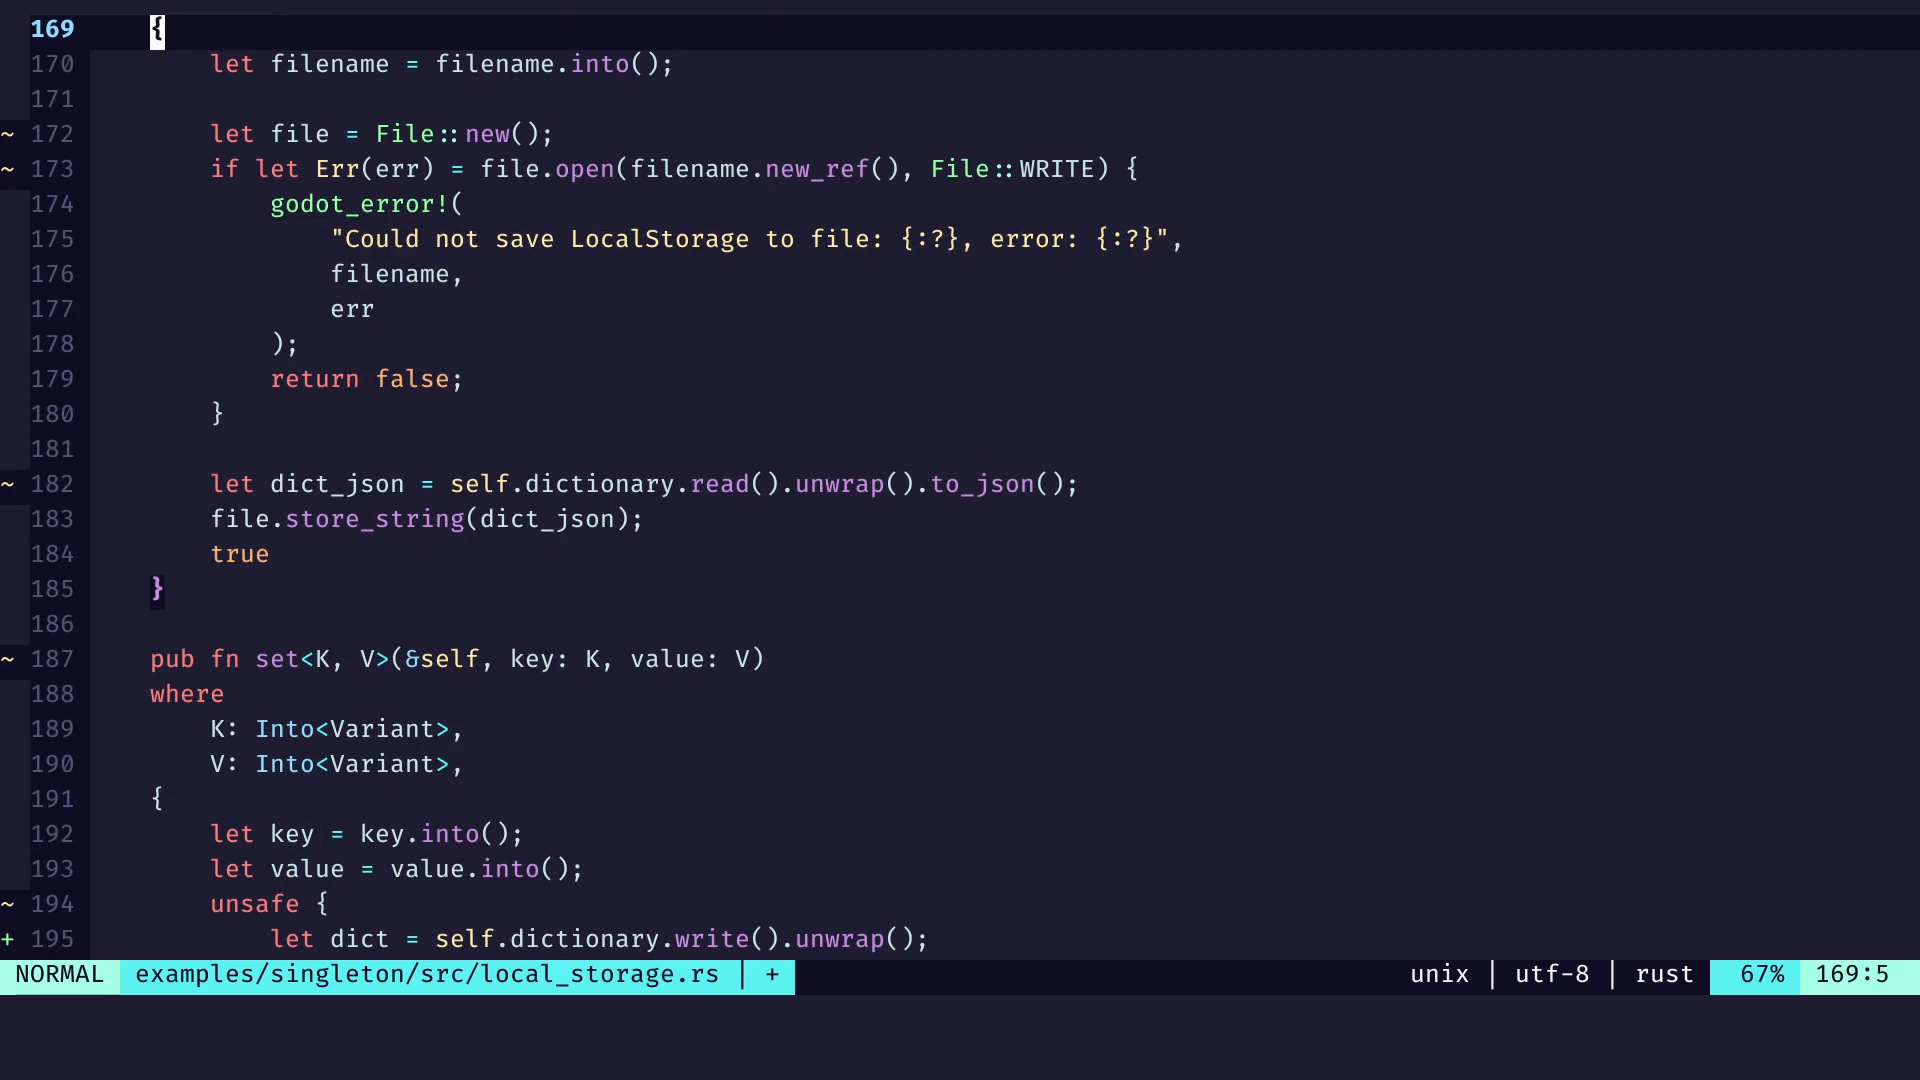 169     {
170         let filename = filename.into();
171
~ 172         let file = File::new();
~ 173         if let Err(err) = file.open(filename.new_ref(), File::WRITE) {
174             godot_error!(
175                 "Could not save LocalStorage to file: {:?}, error: {:?}",
176                 filename,
177                 err
178             );
179             return false;
180         }
181
~ 182         let dict_json = self.dictionary.read().unwrap().to_json();
183         file.store_string(dict_json);
184         true
185     }
186
~ 187     pub fn set<K, V>(&self, key: K, value: V)
188     where
189         K: Into<Variant>,
190         V: Into<Variant>,
191     {
192         let key = key.into();
193         let value = value.into();
~ 194         unsafe {
+ 195             let dict = self.dictionary.write().unwrap();
NORMAL examples/singleton/src/local_storage.rs | + unix | utf-8 | rust 67% 169:5